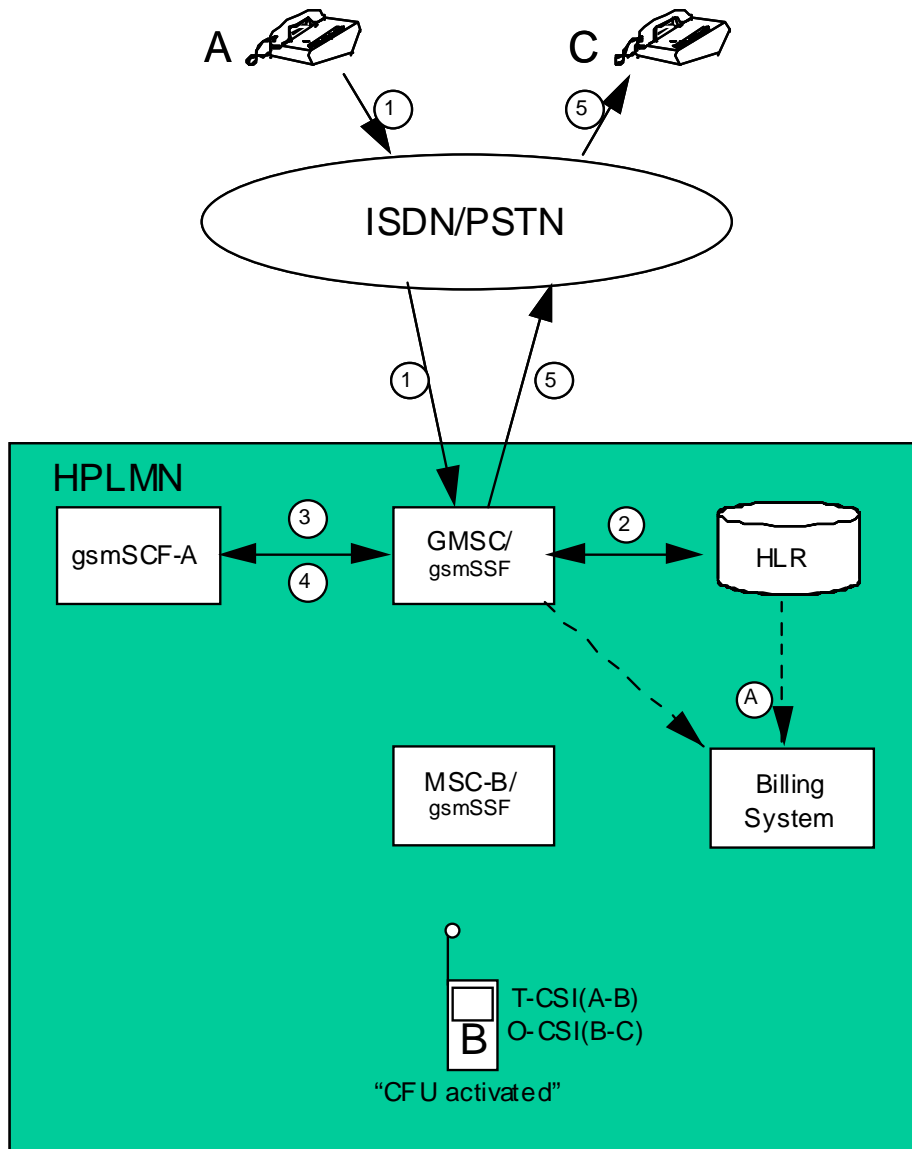 A
C
1
5
ISDN/PSTN
1
5
HPLMN
3
2
gsmSCF-A
GMSC/
gsmSSF
HLR
4
A
MSC-B/
gsmSSF
Billing
System
T-CSI(A-B)
B
O-CSI(B-C)
“CFU activated”